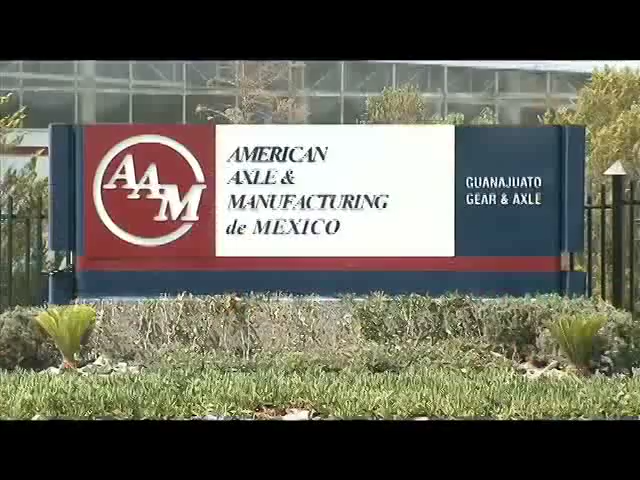 AAM
AMERICAN
AXLE &
MANUFACTURING
de MEXICO
GUANAJUATO
GEAR & AXLE